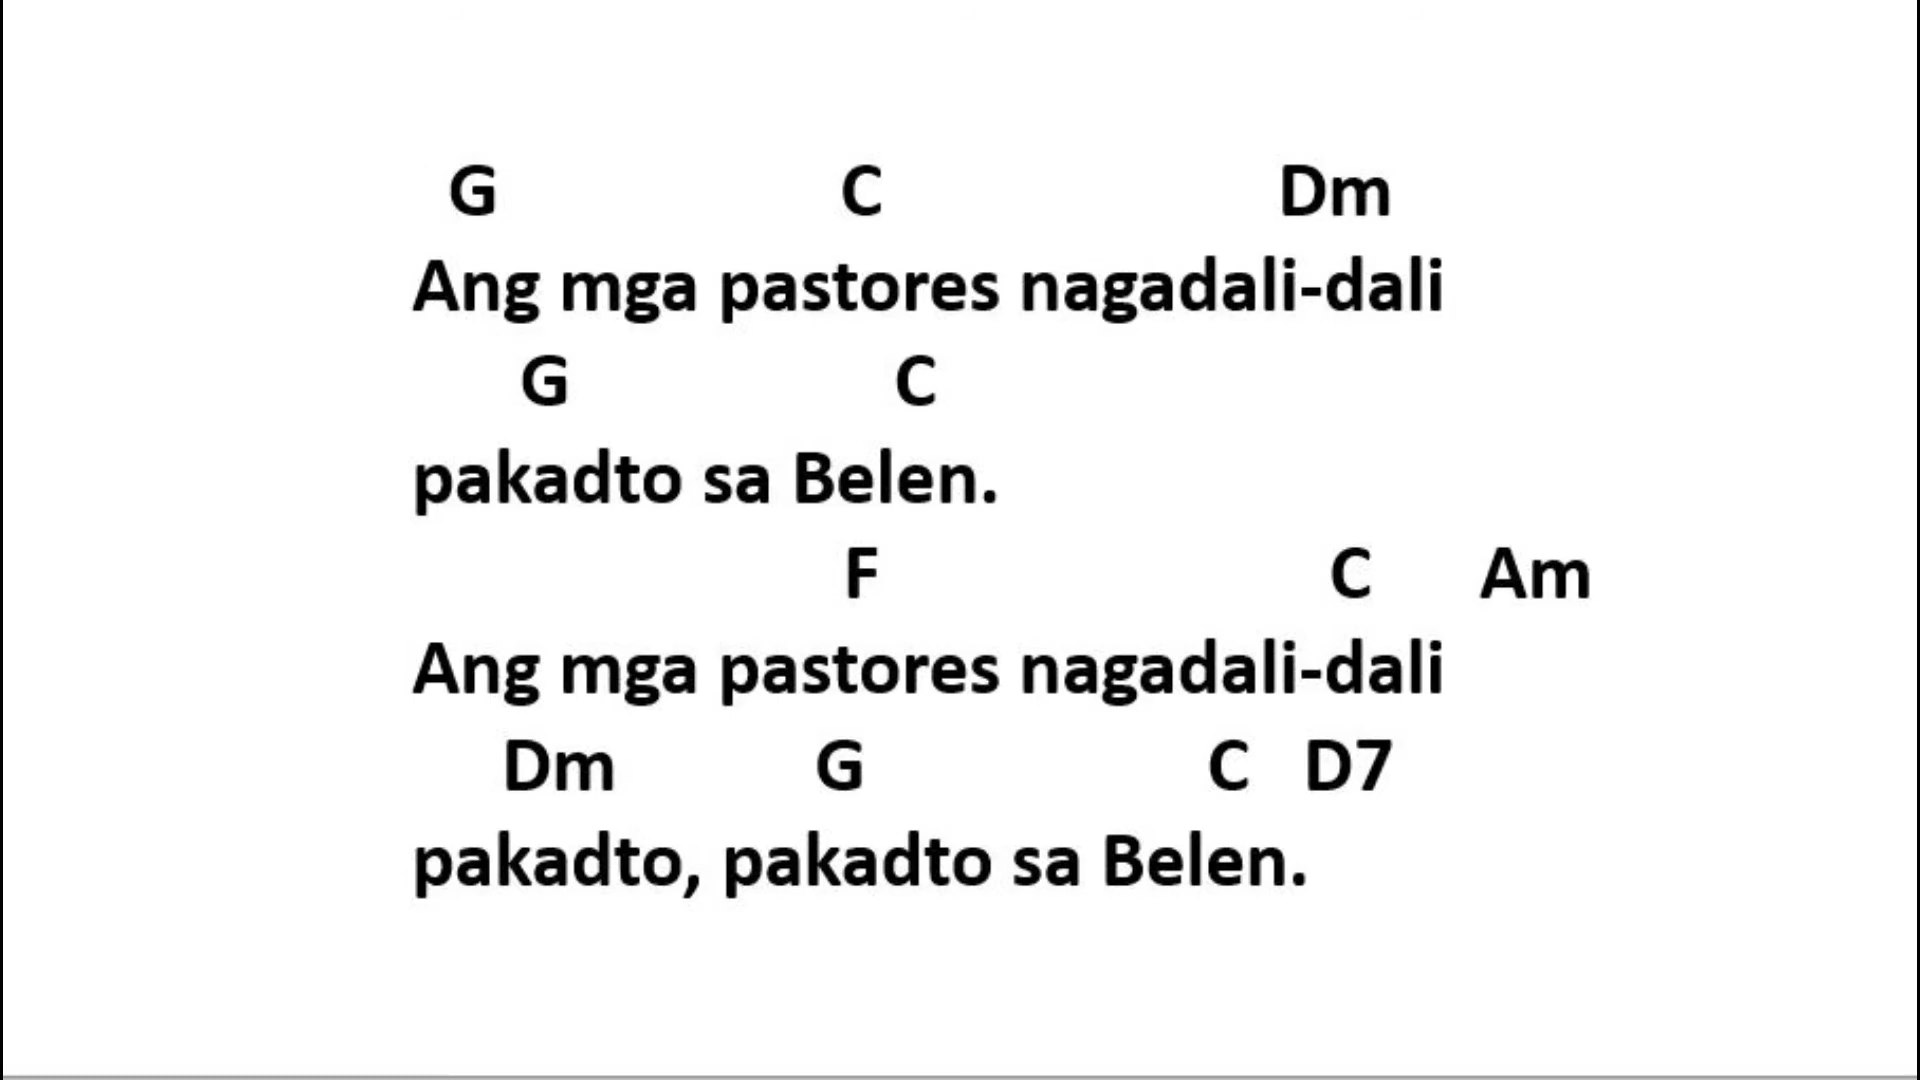 G C Dm
Ang mga pastores nagadali-dali
G C
pakadto sa Belen.
F C Am
Ang mga pastores nagadali-dali
Dm G C D7
pakadto, pakadto sa Belen.